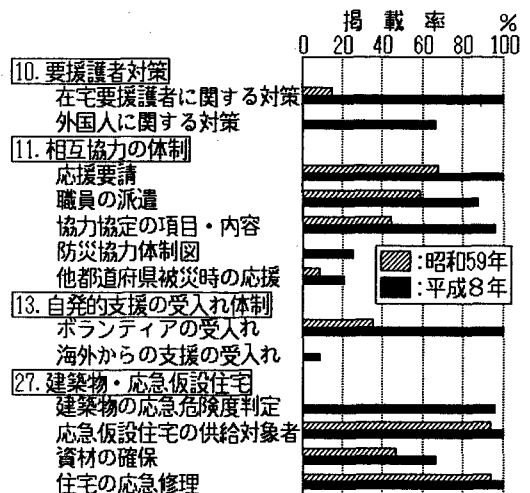 掲載率 %
0 20 40 60 80 100
10.要援護者対策
在宅要援護者に関する対策
外国人に関する対策
11.相互協力の体制
応援要請
職員の派遣
協力協定の項目・内容
防災協力体制図
他都道府県被災時の応援
:昭和59年
:平成8年
13.自発的支援の受入れ体制
ボランティアの受入れ
海外からの支援の受入れ
27.建築物・応急仮設住宅
建築物の応急危険度判定
応急仮設住宅の供給対象者
資材の確保
住宅の応急修理